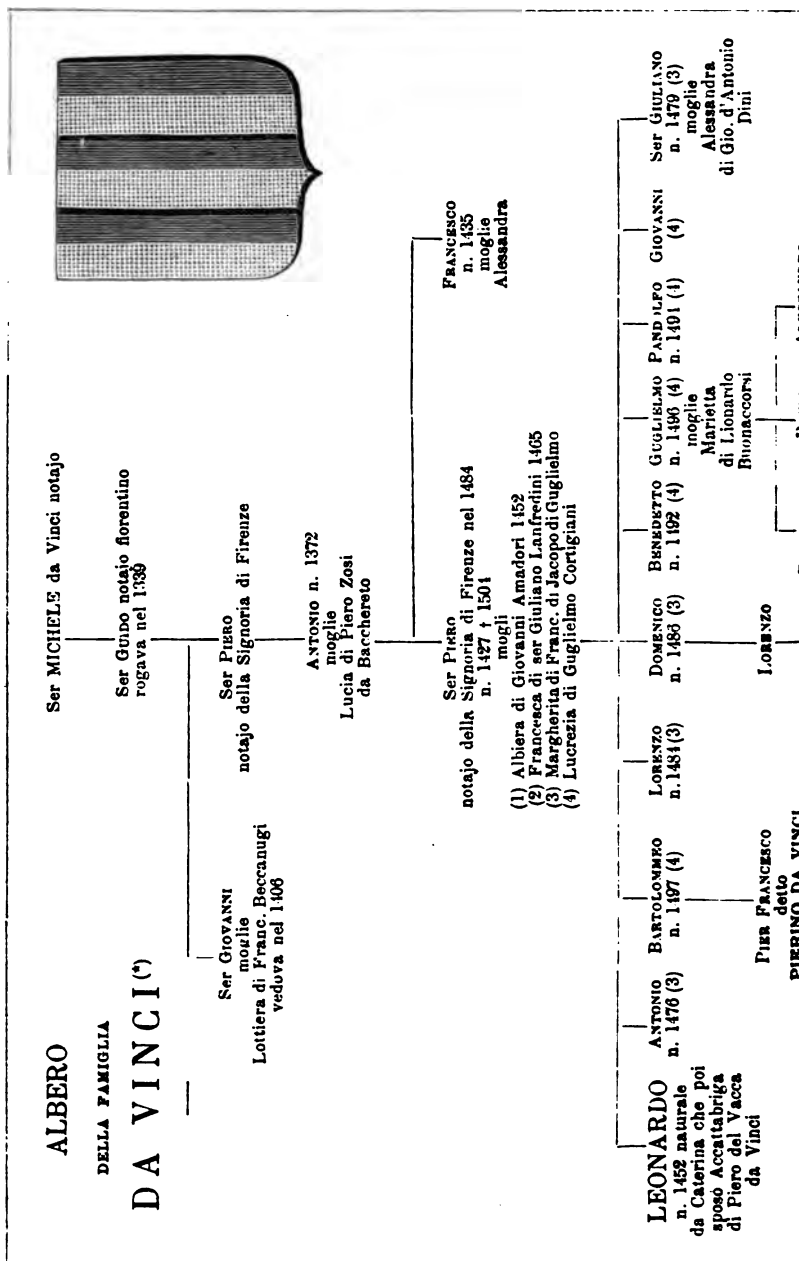 ALBERO
DELLA FAMIGLIA
DA VINCI (*)
Ser MICHELE da Vinci notajo
Ser GUIDO notajo fiorentino
rogava nel 1339
Ser GIOVANNI
moglie
Lottiera di Franc. Beccanugi
vedova nel 1406
Ser PIERO
notajo della Signoria di Firenze
ANTONIO n. 1372
moglie
Lucia di Piero Zosi
da Bacchereto
Ser PIERO
notajo della Signoria di Firenze nel 1484
n. 1427 † 1504
mogli
(1) Albiera di Giovanni Amadori 1452
(2) Francesca di ser Giuliano Lanfredini 1465
(3) Margherita di Franc. di Jacopo di Guglielmo
(4) Lucrezia di Guglielmo Cortigiani
FRANCESCO
n. 1435
moglie
Alessandra
LEONARDO
n. 1452 naturale
da Caterina che poi
sposó Accattabriga
di Piero del Vacca
da Vinci
ANTONIO
n. 1476 (3)
BARTOLOMMEO
n. 1497 (4)
LORENZO
n. 1484 (3)
DOMENICO
n. 1486 (3)
BENEDETTO
n. 1492 (4)
GUGLIELMO
n. 1496 (4)
moglie
Marietta
di Lionardo
Buonaccorsi
PANDOLFO
n. 1491 (4)
GIOVANNI
(4)
Ser GIULIANO
n. 1479 (3)
moglie
Alessandra
di Gio. d'Antonio
Dini
PIER FRANCESCO
detto
PIERINO DA VINCI
LORENZO